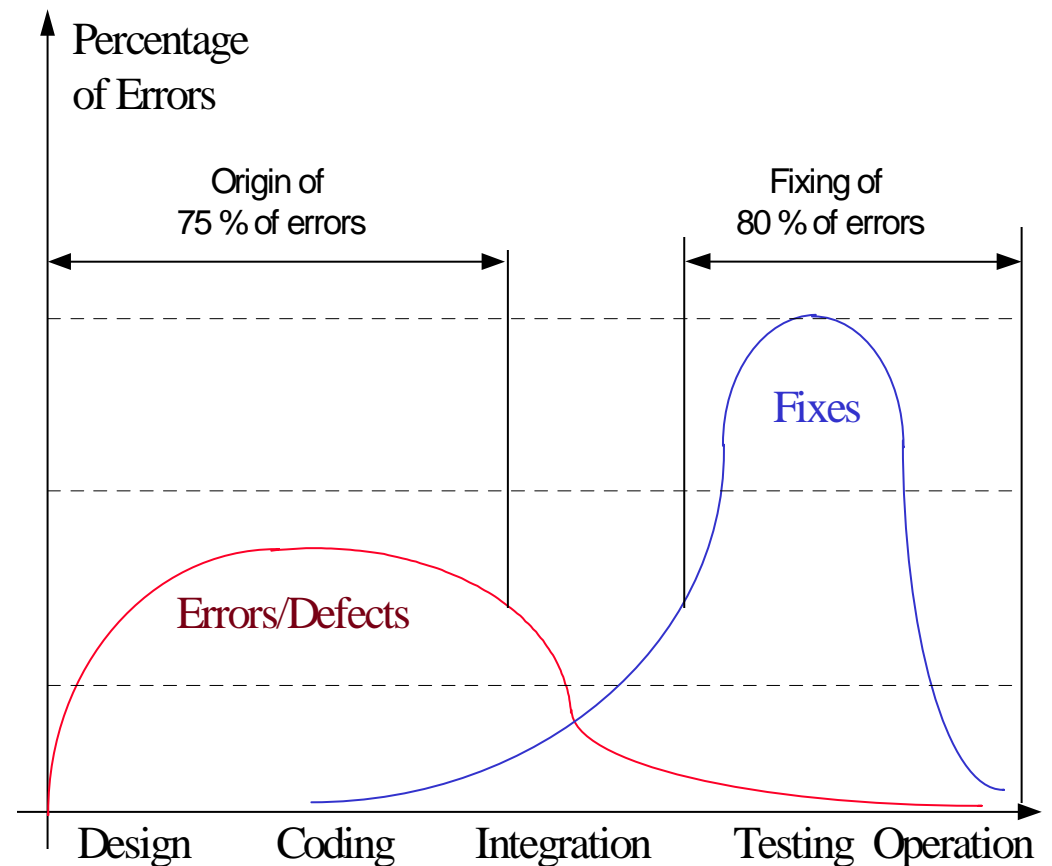 Percentage
of Errors
Origin of
75 % of errors
Fixing of
80 % of errors
Fixes
Errors/Defects
Design Coding Integration Testing Operation